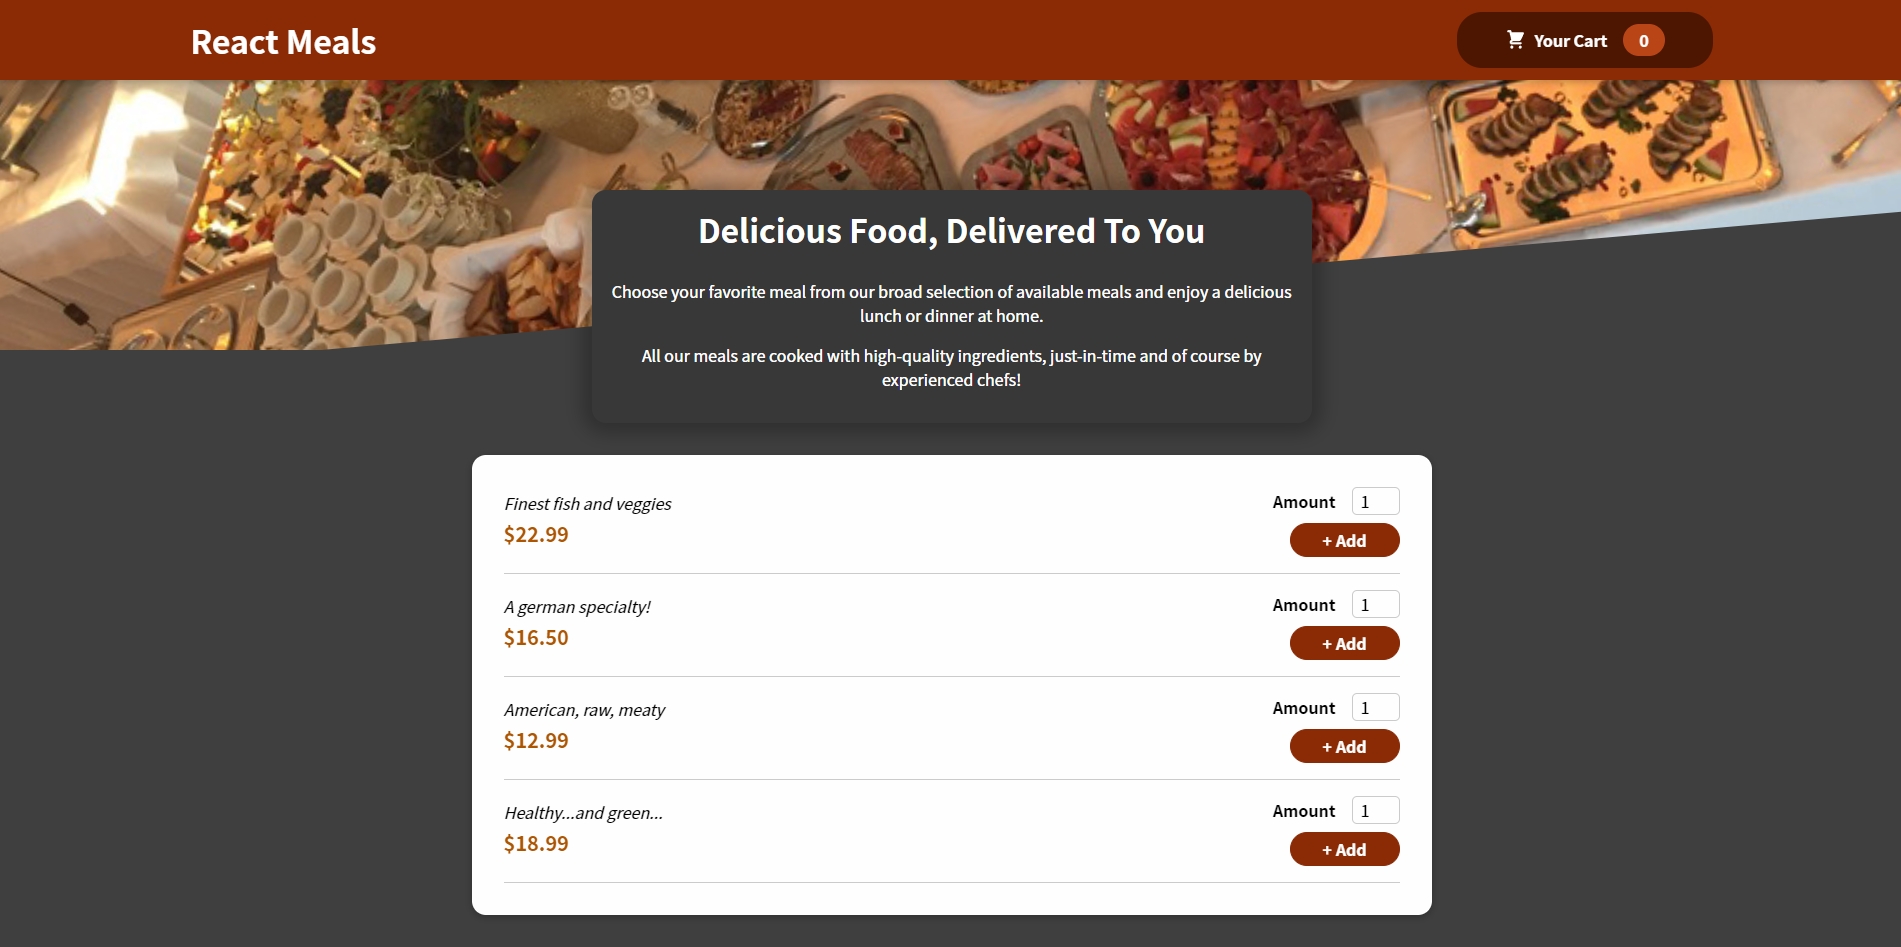 React Meals
Your Cart 0
Delicious Food, Delivered To You
Choose your favorite meal from our broad selection of available meals and enjoy a delicious
lunch or dinner at home.
All our meals are cooked with high-quality ingredients, just-in-time and of course by
experienced chefs!
Finest fish and veggies
$22.99
Amount 1
+ Add
A german specialty!
$16.50
Amount 1
+ Add
American, raw, meaty
$12.99
Amount 1
+ Add
Healthy...and green...
$18.99
Amount 1
+ Add